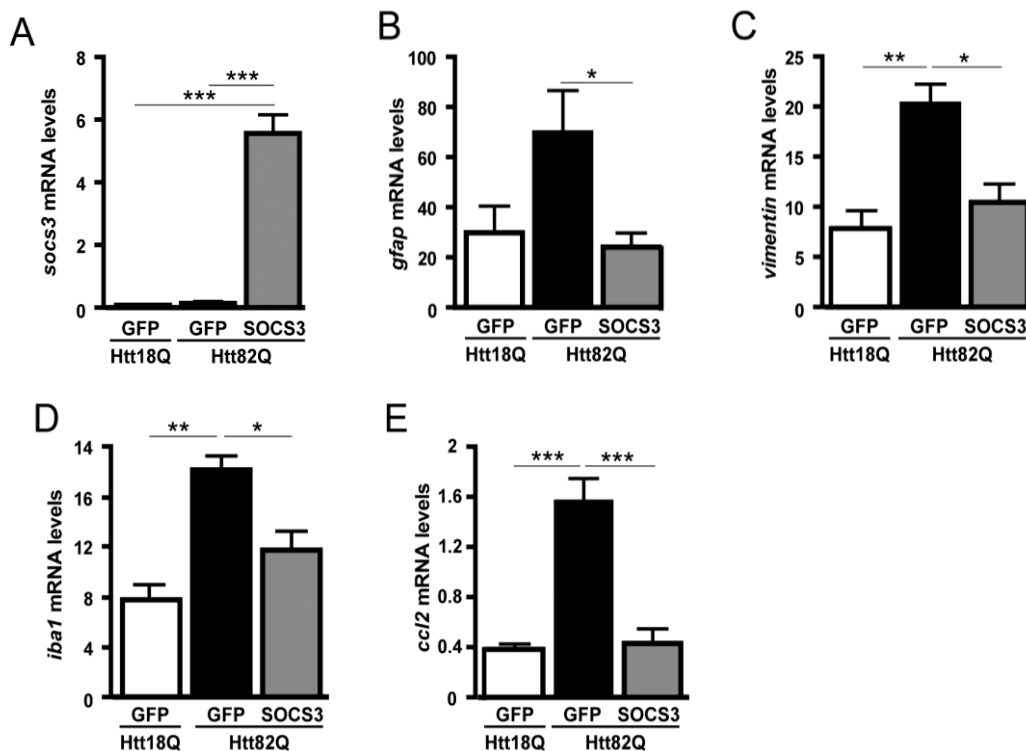 A
socs3 mRNA levels
8
6
4
2
0
***
***
GFP GFP SOCS3
Htt18Q Htt82Q
B
gfap mRNA levels
100
80
60
40
20
0
*
GFP GFP SOCS3
Htt18Q Htt82Q
C
vimentin mRNA levels
25
20
15
10
5
0
** *
GFP GFP SOCS3
Htt18Q Htt82Q
D
iba1 mRNA levels
14
16
12
8
4
0
** *
GFP GFP SOCS3
Htt18Q Htt82Q
E
ccl2 mRNA levels
2
1.6
1.2
0.8
0.4
0
*** ***
GFP GFP SOCS3
Htt18Q Htt82Q